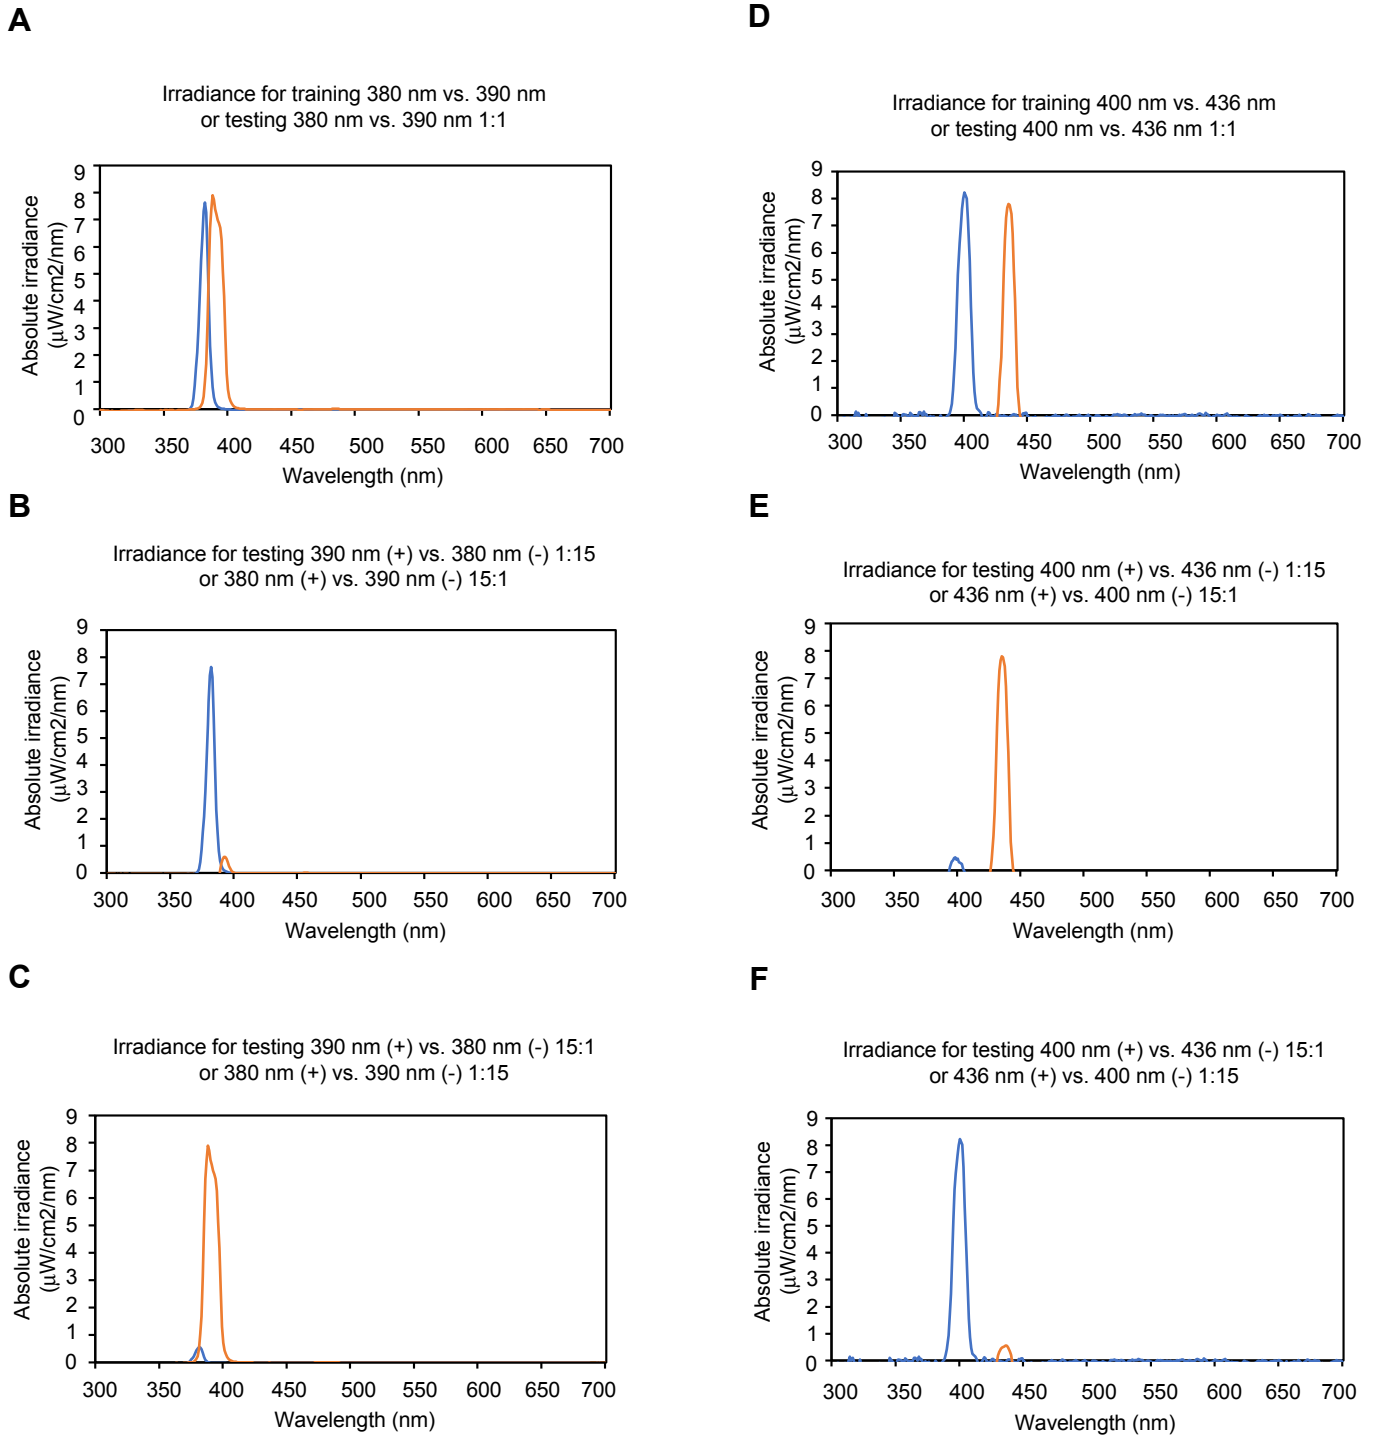 A
Irradiance for training 380 nm vs. 390 nm
or testing 380 nm vs. 390 nm 1:1
Absolute irradiance
(µW/cm2/nm)
9
8
7
6
5
4
3
2
1
0
300 350 400 450 500 550 600 650 700
Wavelength (nm)
B
Irradiance for testing 390 nm (+) vs. 380 nm (-) 1:15
or 380 nm (+) vs. 390 nm (-) 15:1
Absolute irradiance
(µW/cm2/nm)
9
8
7
6
5
4
3
2
1
0
300 350 400 450 500 550 600 650 700
Wavelength (nm)
C
Irradiance for testing 390 nm (+) vs. 380 nm (-) 15:1
or 380 nm (+) vs. 390 nm (-) 1:15
Absolute irradiance
(µW/cm2/nm)
9
8
7
6
5
4
3
2
1
0
300 350 400 450 500 550 600 650 700
Wavelength (nm)
D
Irradiance for training 400 nm vs. 436 nm
or testing 400 nm vs. 436 nm 1:1
Absolute irradiance
(µW/cm2/nm)
9
8
7
6
5
4
3
2
1
0
300 350 400 450 500 550 600 650 700
Wavelength (nm)
E
Irradiance for testing 400 nm (+) vs. 436 nm (-) 1:15
or 436 nm (+) vs. 400 nm (-) 15:1
Absolute irradiance
(µW/cm2/nm)
9
8
7
6
5
4
3
2
1
0
300 350 400 450 500 550 600 650 700
Wavelength (nm)
F
Irradiance for testing 400 nm (+) vs. 436 nm (-) 15:1
or 436 nm (+) vs. 400 nm (-) 1:15
Absolute irradiance
(µW/cm2/nm)
9
8
7
6
5
4
3
2
1
0
300 350 400 450 500 550 600 650 700
Wavelength (nm)